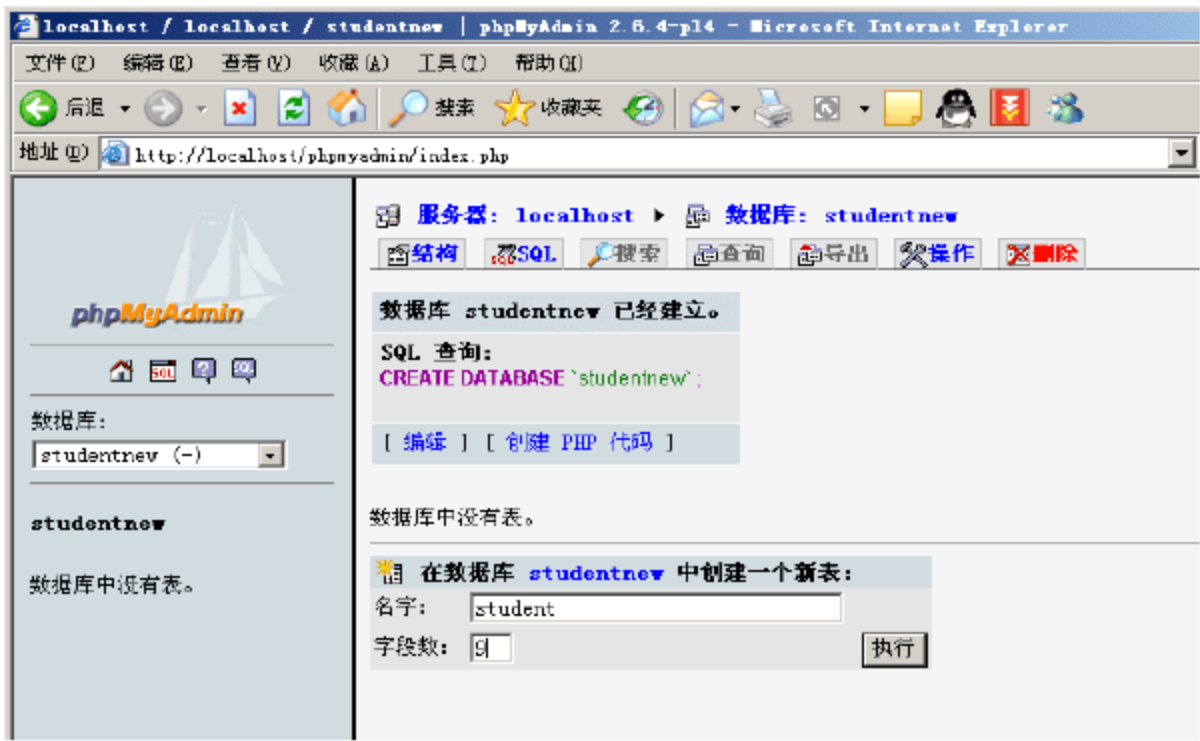 localhost / localhost / studentnew | phpMyAdmin 2.6.4-pl4 - Microsoft Internet Explorer
文件(F) 编辑(E) 查看(V) 收藏(A) 工具(T) 帮助(H)
后退 搜索 收藏夹
地址(D) http://localhost/phpmyadmin/index.php
phpMyAdmin
SQL
数据库:
studentnew (-)
studentnew
数据库中没有表。
服务器: localhost 数据库: studentnew
结构 SQL 搜索 查询 导出 操作 删除
数据库 studentnew 已经建立。
SQL 查询:
CREATE DATABASE `studentnew` ;
[ 编辑 ] [ 创建 PHP 代码 ]
数据库中没有表。
在数据库 studentnew 中创建一个新表:
名字: student
字段数: 9 执行